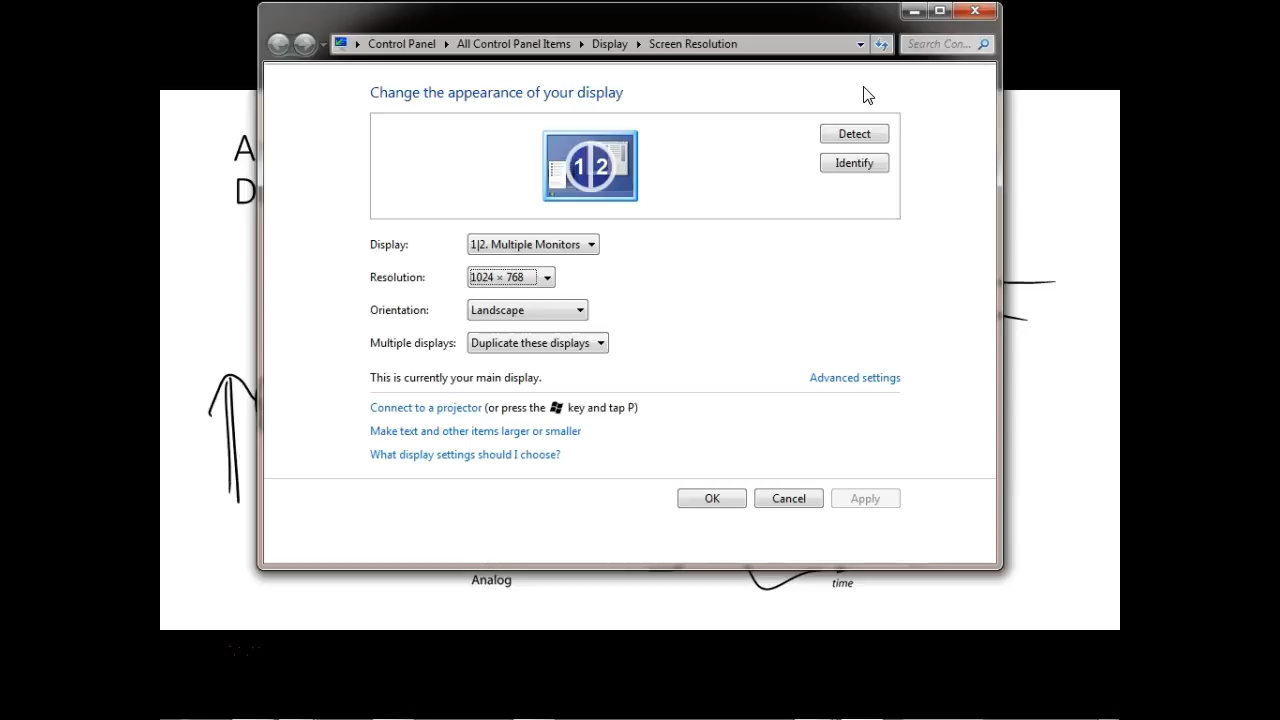 Control Panel All Control Panel Items Display Screen Resolution Search Con...
Change the appearance of your display
A
D
1 2
Detect
Identify
Display: 1|2. Multiple Monitors
Resolution: 1024 × 768
Orientation: Landscape
Multiple displays: Duplicate these displays
This is currently your main display. Advanced settings
Connect to a projector (or press the key and tap P)
Make text and other items larger or smaller
What display settings should I choose?
OK Cancel Apply
Analog
time